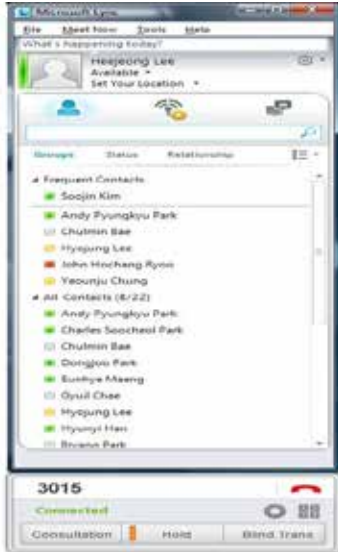 Microsoft Lync
File Meet Now Tools Help
What's happening today?
Heejeong Lee
Available
Set Your Location
Groups Status Relationship
Frequent Contacts
Soojin Kim
Andy Pyungkyu Park
Chulmin Bae
Hyojung Lee
John Hochang Ryoo
Yeounju Chung
All Contacts (8/22)
Andy Pyungkyu Park
Charles Soocheol Park
Chulmin Bae
Dongjoo Park
Eunhye Maeng
Gyuil Chae
Hyojung Lee
Hyunyi Han
Park
3015
Connected
Consultation Hold Blind Trans